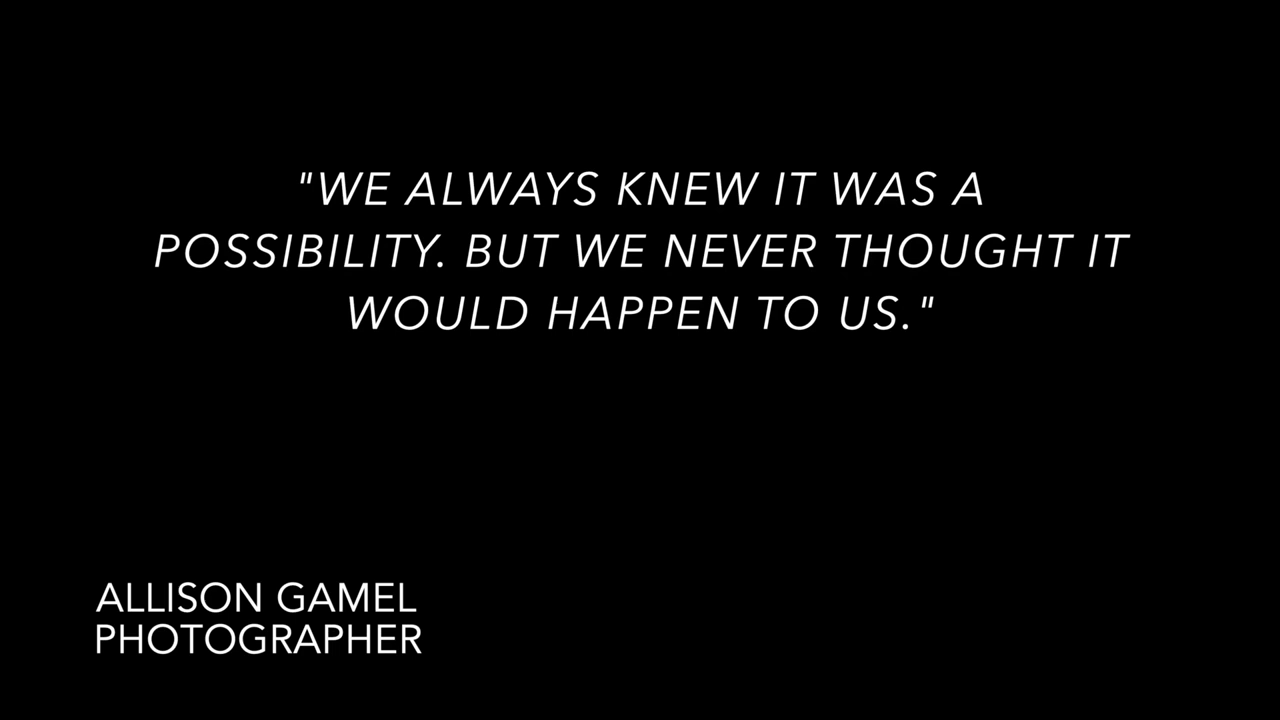 "WE ALWAYS KNEW IT WAS A
POSSIBILITY. BUT WE NEVER THOUGHT IT
WOULD HAPPEN TO US."
ALLISON GAMEL
PHOTOGRAPHER